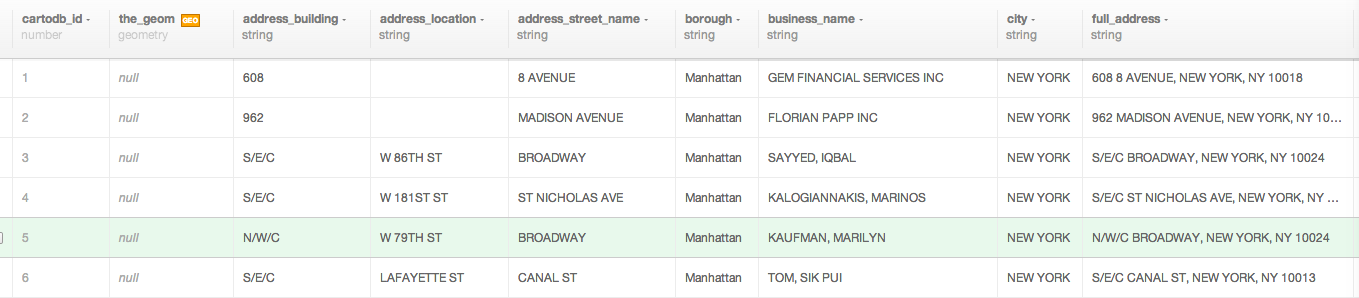 cartodb_id the_geom GEO address_building address_location address_street_name borough business_name city full_address
number geometry string string string string string string string
1 null 608 8 AVENUE Manhattan GEM FINANCIAL SERVICES INC NEW YORK 608 8 AVENUE, NEW YORK, NY 10018
2 null 962 MADISON AVENUE Manhattan FLORIAN PAPP INC NEW YORK 962 MADISON AVENUE, NEW YORK, NY 10...
3 null S/E/C W 86TH ST BROADWAY Manhattan SAYYED, IQBAL NEW YORK S/E/C BROADWAY, NEW YORK, NY 10024
4 null S/E/C W 181ST ST ST NICHOLAS AVE Manhattan KALOGIANNAKIS, MARINOS NEW YORK S/E/C ST NICHOLAS AVE, NEW YORK, NY ...
5 null N/W/C W 79TH ST BROADWAY Manhattan KAUFMAN, MARILYN NEW YORK N/W/C BROADWAY, NEW YORK, NY 10024
6 null S/E/C LAFAYETTE ST CANAL ST Manhattan TOM, SIK PUI NEW YORK S/E/C CANAL ST, NEW YORK, NY 10013